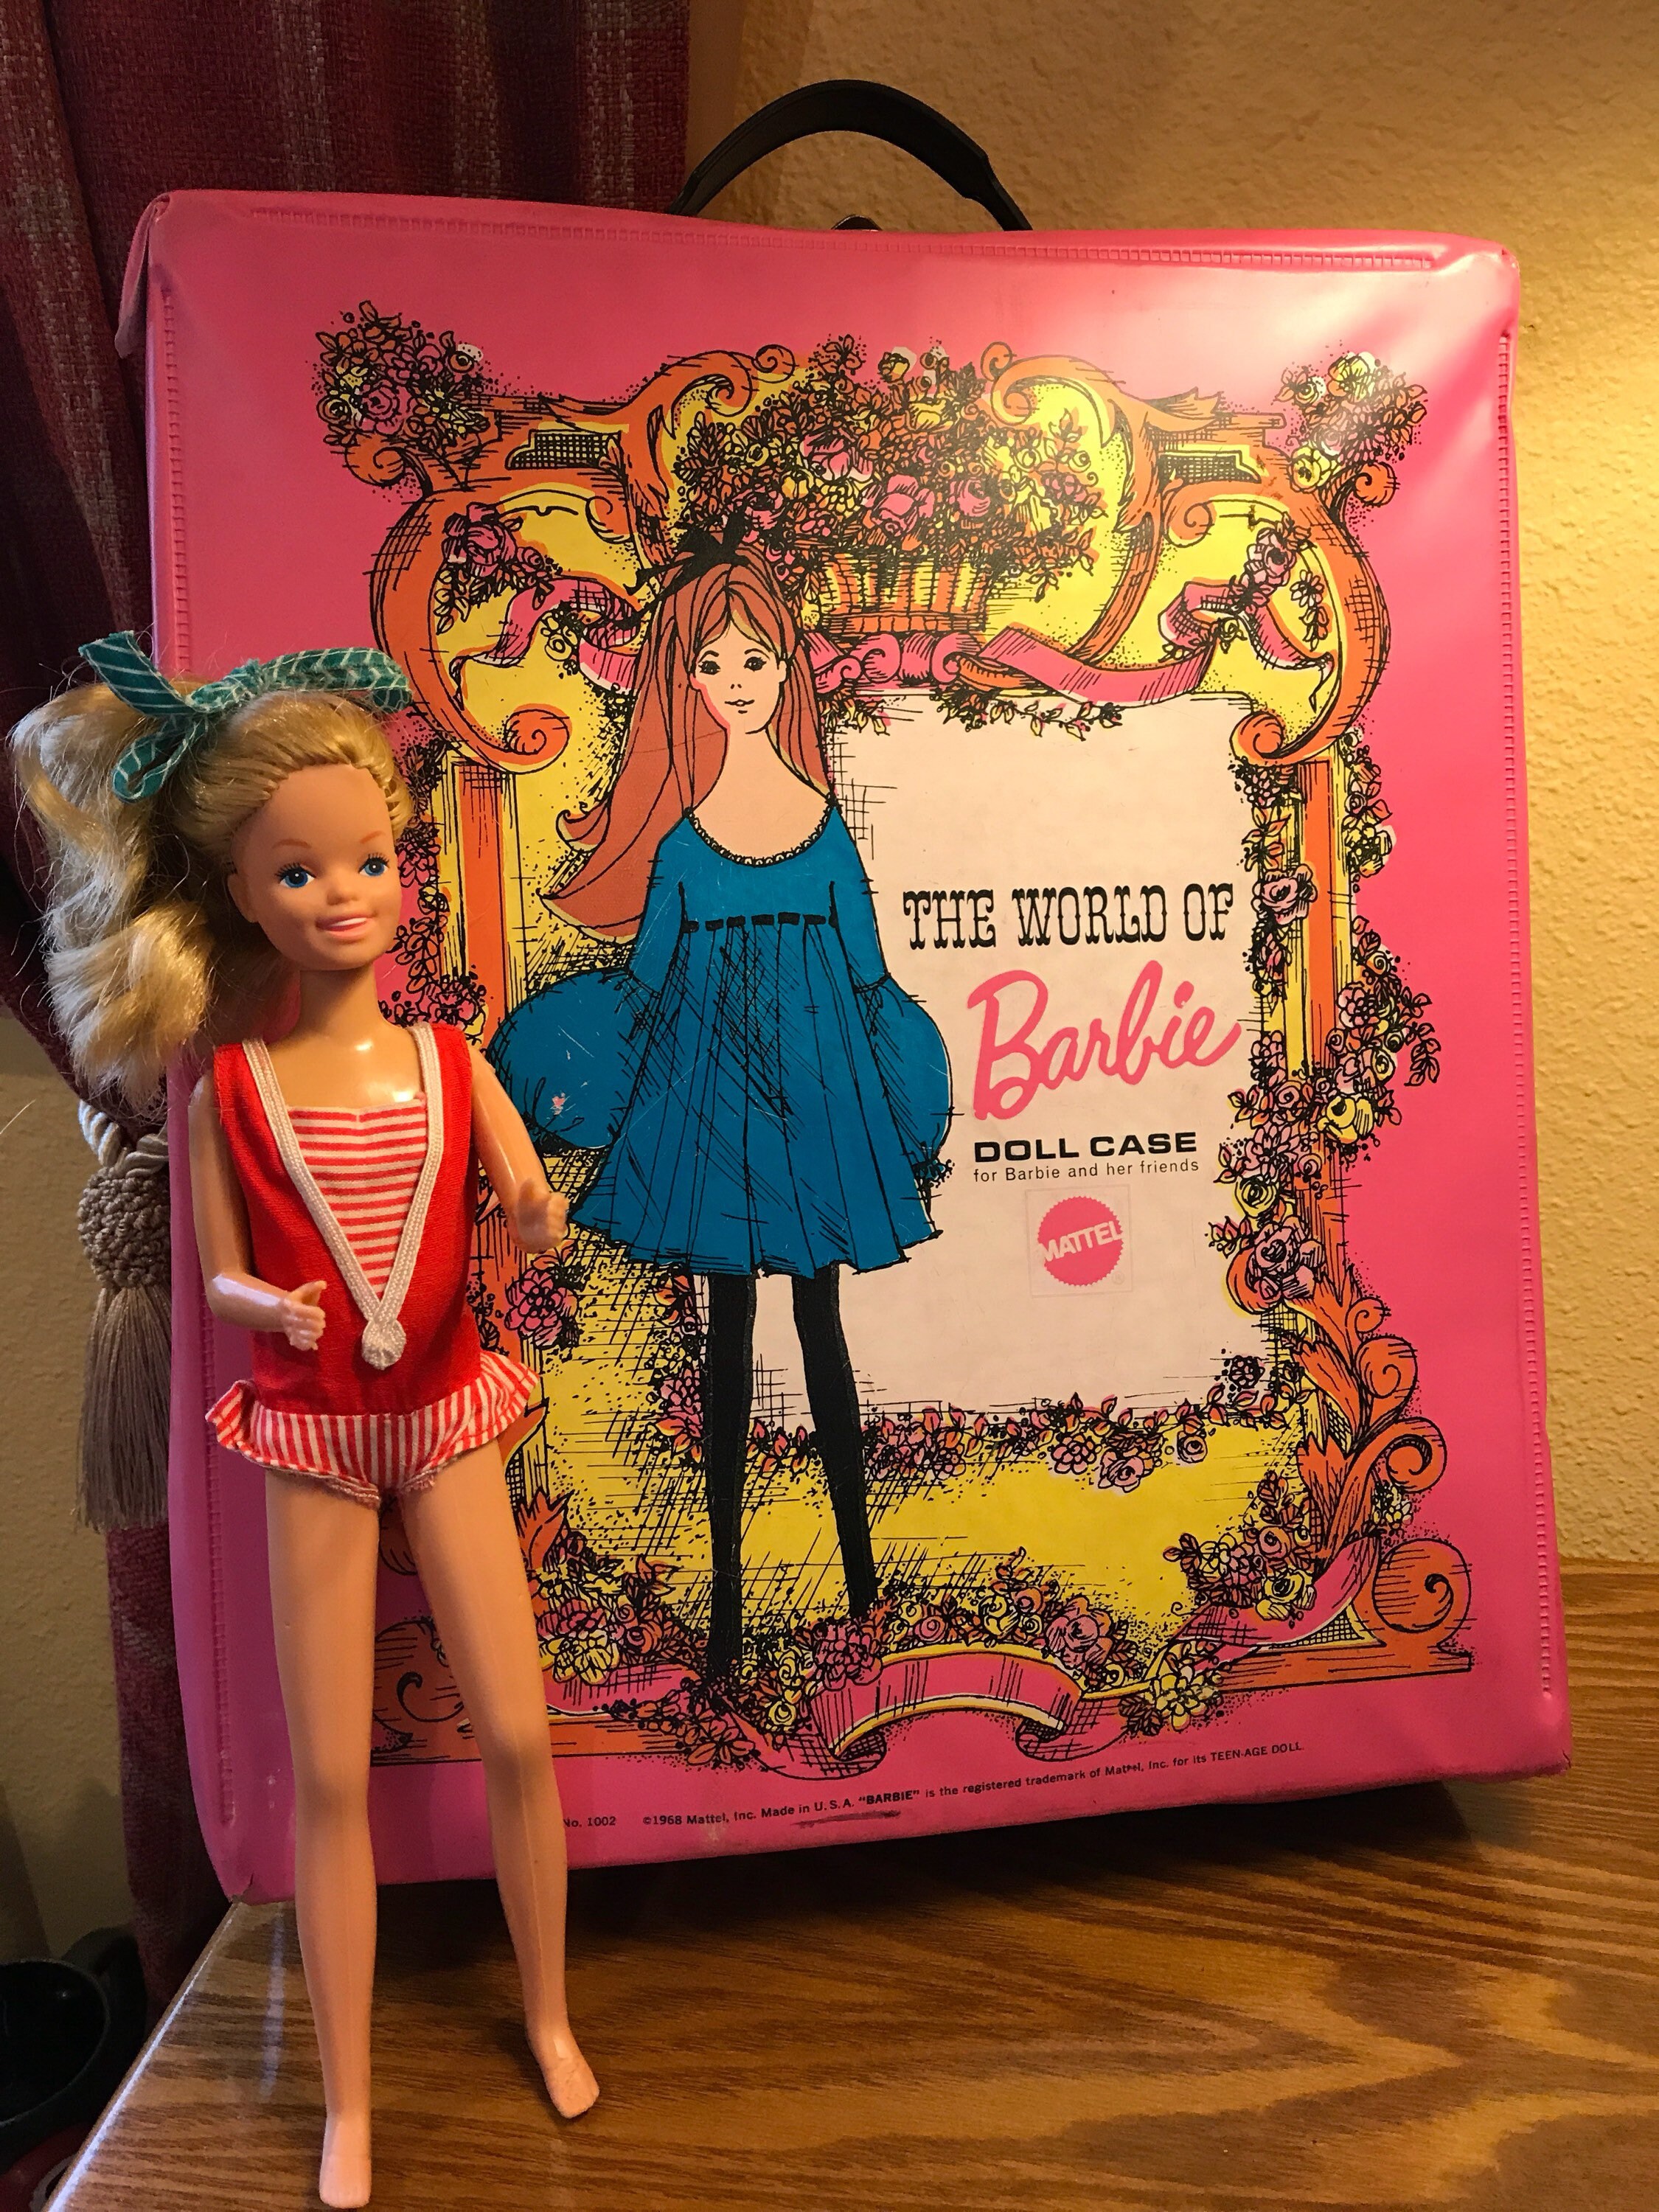 THE WORLD OF
Barbie
DOLL CASE
for Barbie and her friends
MATTEL
®
No. 1002 ©1968 Mattel, Inc. Made in U.S.A. "BARBIE" is the registered trademark of Mattel, Inc. for its TEEN-AGE DOLL.